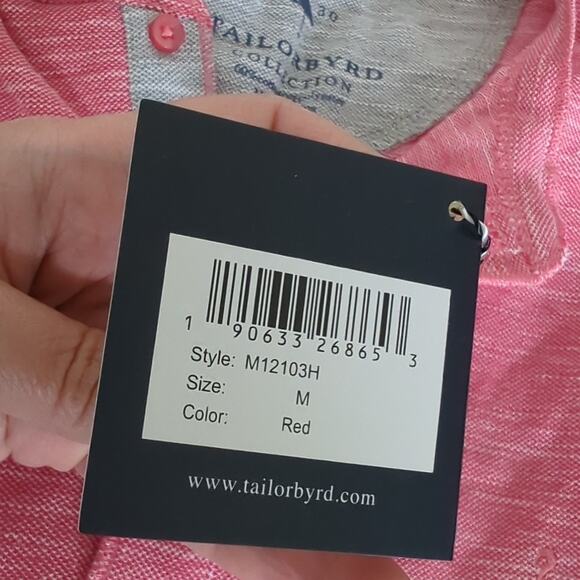 30
TAILORBYRD
COLLECTION
1 90633 26865 3
Style: M12103H
Size: M
Color: Red
www.tailorbyrd.com